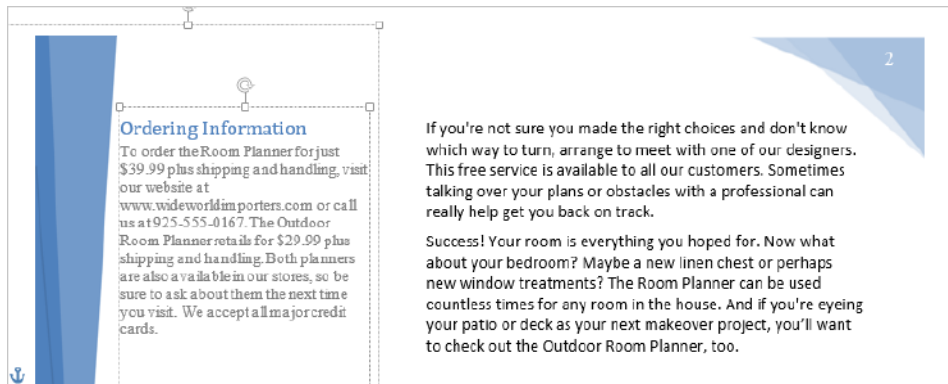 2
Ordering Information
To order the Room Planner for just
$39.99 plus shipping and handling, visit
our website at
www.wideworldimporters.com or call
us at 925-555-0167. The Outdoor
Room Planner retails for $29.99 plus
shipping and handling. Both planners
are also available in our stores, so be
sure to ask about them the next time
you visit. We accept all major credit
cards.
If you're not sure you made the right choices and don't know
which way to turn, arrange to meet with one of our designers.
This free service is available to all our customers. Sometimes
talking over your plans or obstacles with a professional can
really help get you back on track.
Success! Your room is everything you hoped for. Now what
about your bedroom? Maybe a new linen chest or perhaps
new window treatments? The Room Planner can be used
countless times for any room in the house. And if you're eyeing
your patio or deck as your next makeover project, you'll want
to check out the Outdoor Room Planner, too.